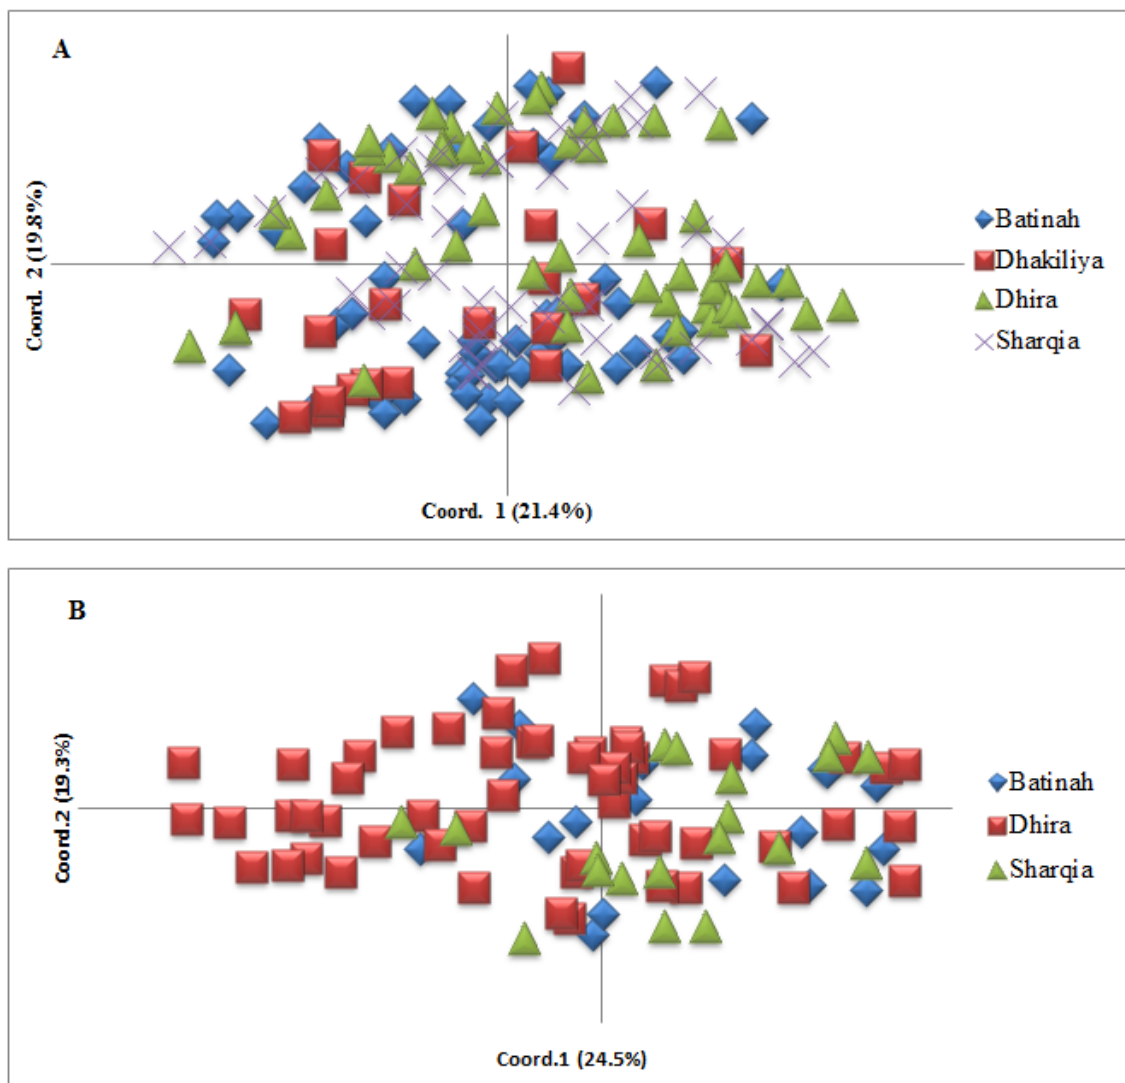 A
Coord. 2 (19.8%)
Coord. 1 (21.4%)
Batinah
Dhakiliya
Dhira
Sharqia
B
Coord.2 (19.3%)
Coord.1 (24.5%)
Batinah
Dhira
Sharqia